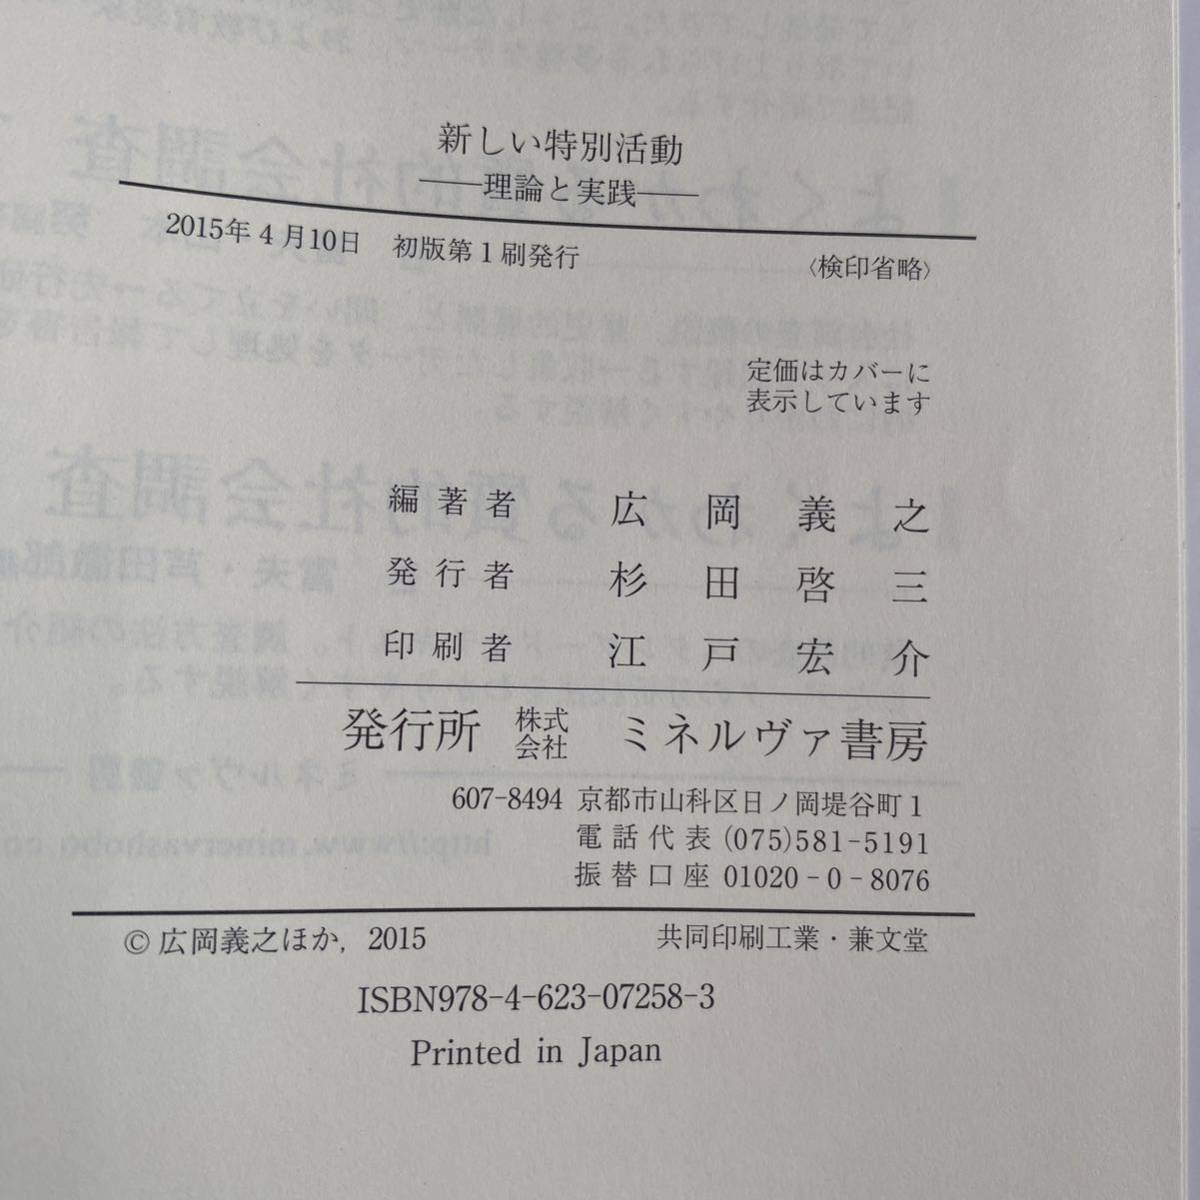 新しい特別活動
――理論と実践――
2015年4月10日 初版第1刷発行 〈検印省略〉
定価はカバーに
表示しています
編著者 広岡義之
発行者 杉田啓三
印刷者 江戸宏介
発行所 株式会社 ミネルヴァ書房
607-8494 京都市山科区日ノ岡堤谷町1
電話代表 (075)581-5191
振替口座 01020-0-8076
© 広岡義之ほか, 2015 共同印刷工業・兼文堂
ISBN978-4-623-07258-3
Printed in Japan